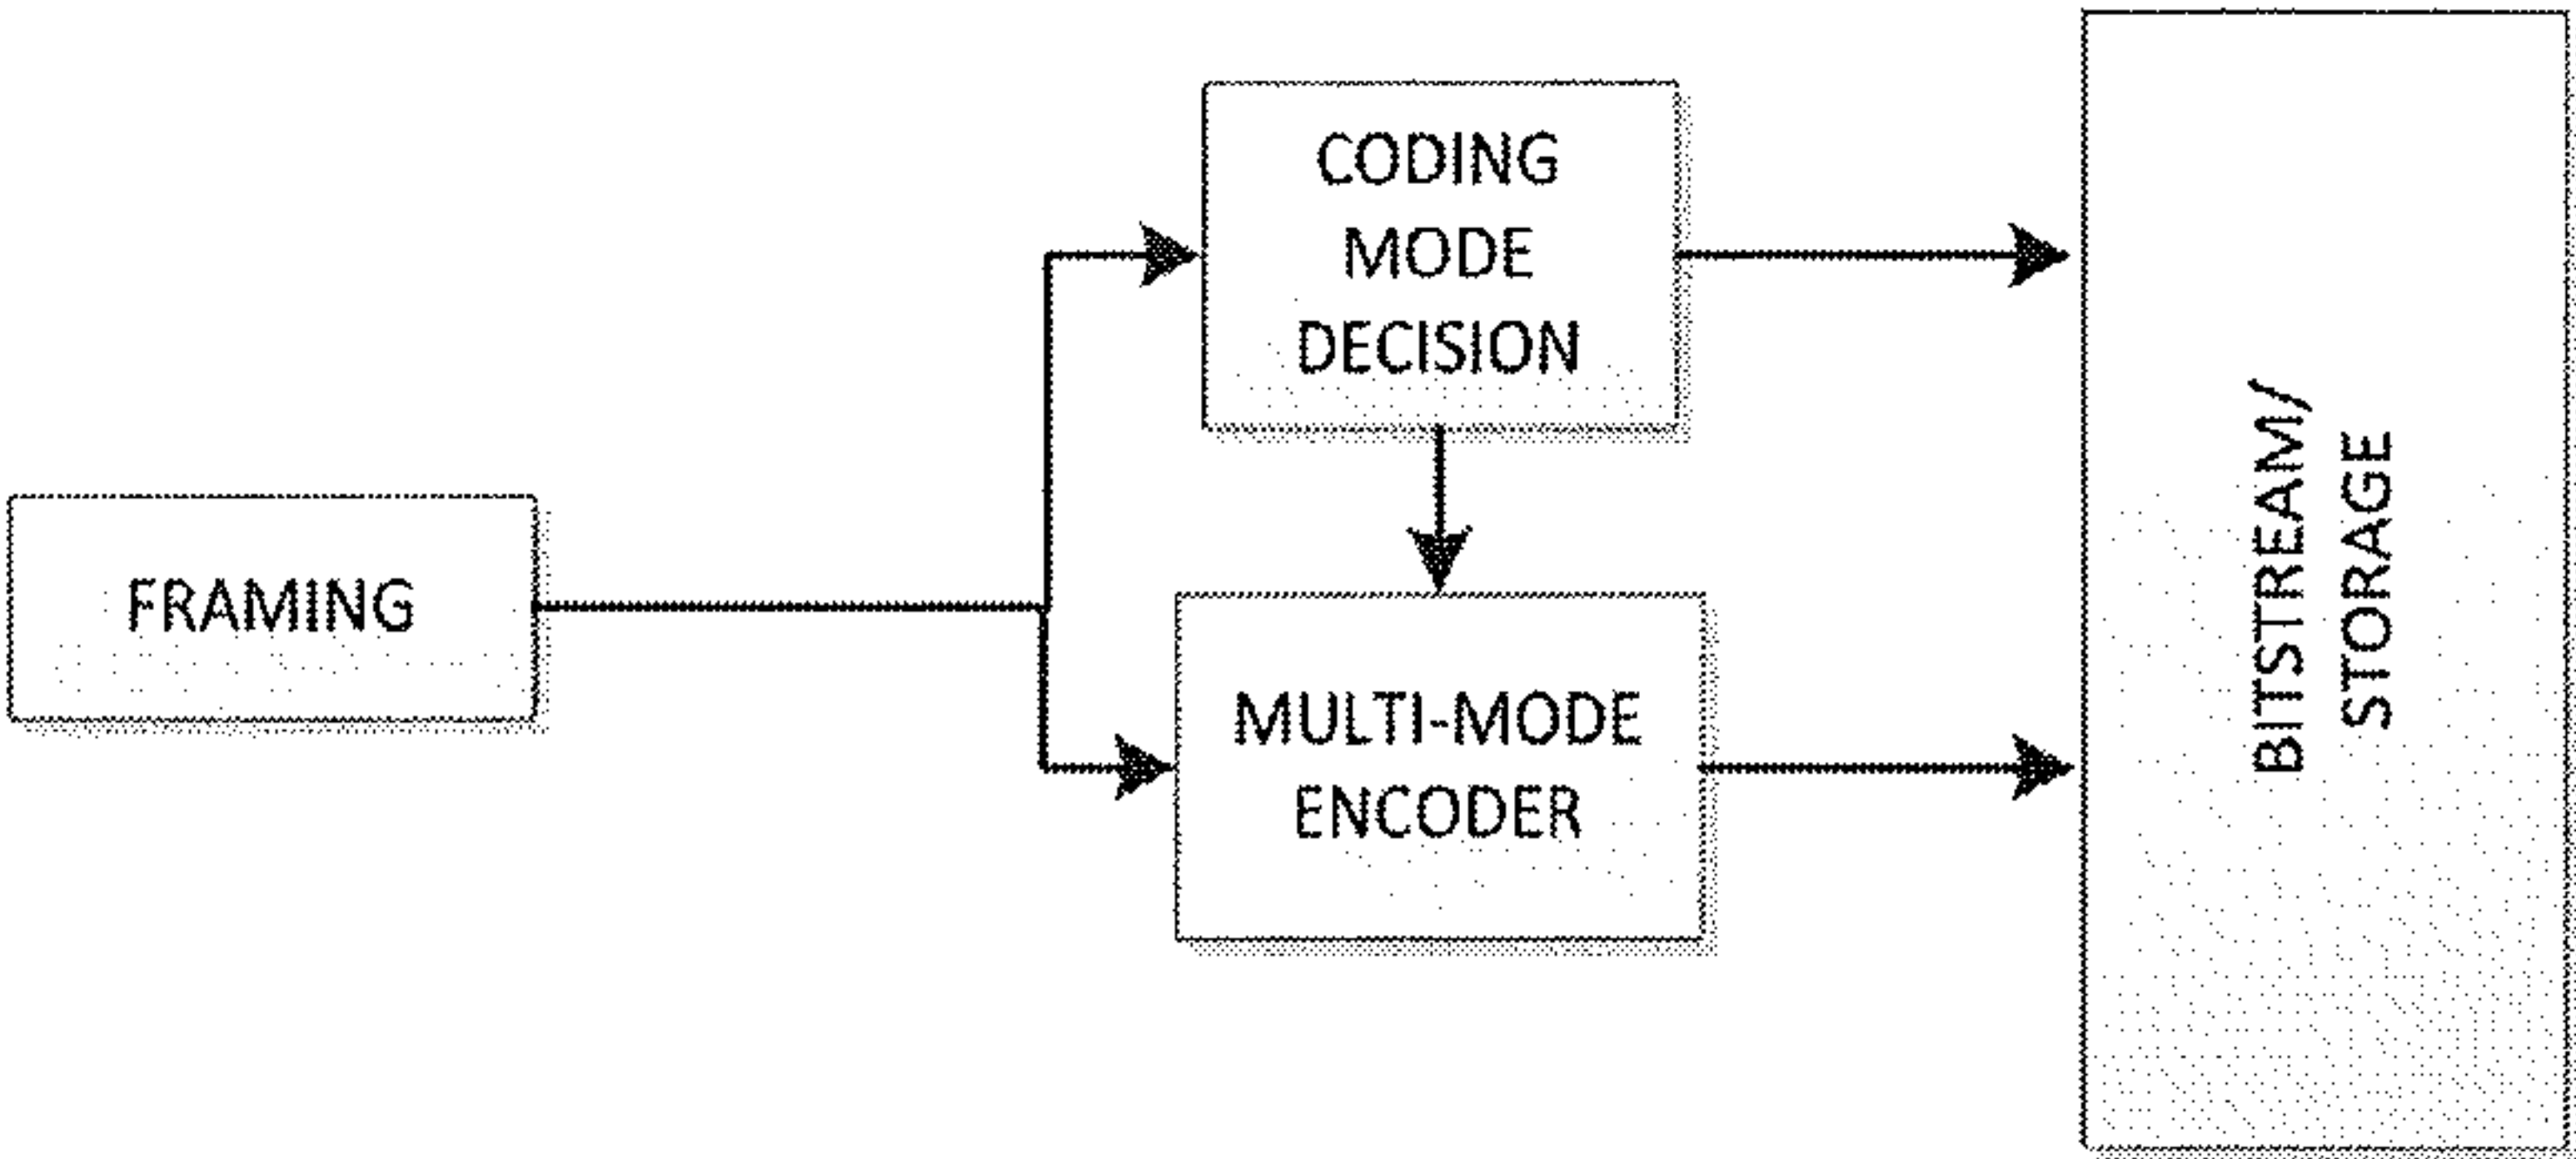 FRAMING
CODING
MODE
DECISION
MULTI-MODE
ENCODER
BITSTREAM/
STORAGE